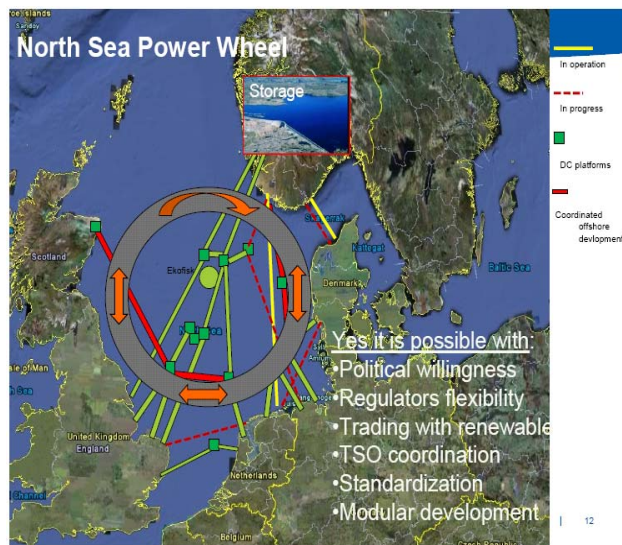 North Sea Power Wheel
Storage
In operation
In progress
DC platforms
Coordinated
offshore
devlopment
Scotland
Ekofisk
Kattegat
Denmark
Baltic Sea
United Kingdom
England
Netherlands
Belgium
Yes it is possible with:
•Political willingness
•Regulators flexibility
•Trading with renewable
•TSO coordination
•Standardization
•Modular development
| 12